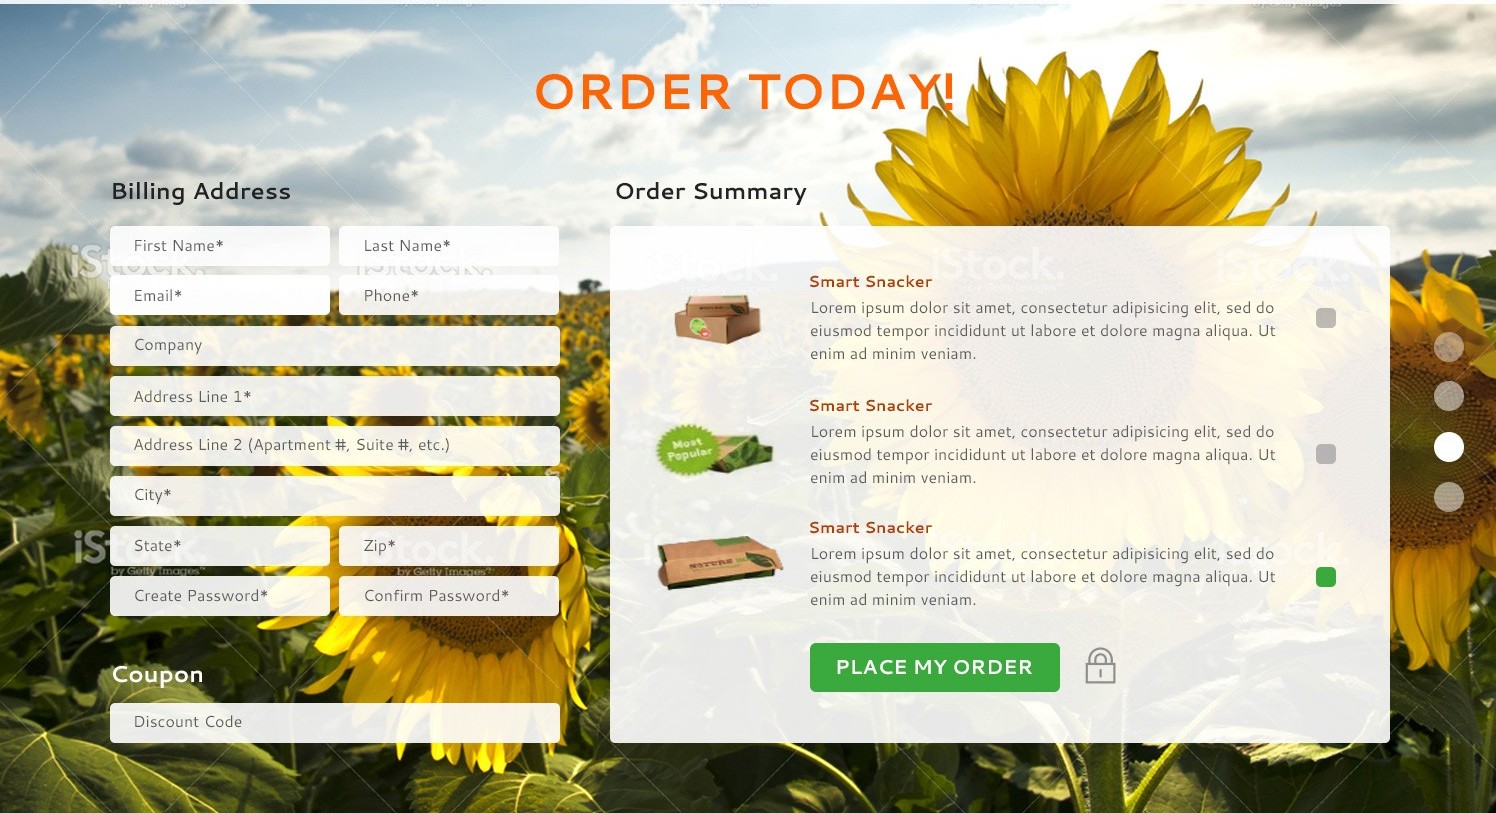 ORDER TODAY!
Billing Address
First Name*
Last Name*
Email*
Phone*
Company
Address Line 1*
Address Line 2 (Apartment #, Suite #, etc.)
City*
State*
Zip*
Create Password*
Confirm Password*
Coupon
Discount Code
Order Summary
Smart Snacker
Lorem ipsum dolor sit amet, consectetur adipisicing elit, sed do
eiusmod tempor incididunt ut labore et dolore magna aliqua. Ut
enim ad minim veniam.
Most
Popular
Smart Snacker
Lorem ipsum dolor sit amet, consectetur adipisicing elit, sed do
eiusmod tempor incididunt ut labore et dolore magna aliqua. Ut
enim ad minim veniam.
Smart Snacker
Lorem ipsum dolor sit amet, consectetur adipisicing elit, sed do
eiusmod tempor incididunt ut labore et dolore magna aliqua. Ut
enim ad minim veniam.
PLACE MY ORDER
iStock.
by Getty Images
iStock.
by Getty Images